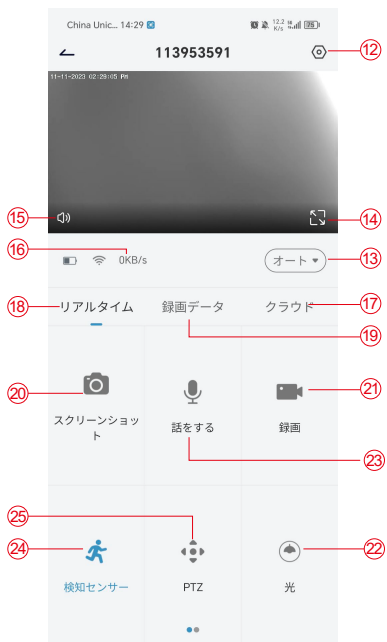 China Unic... 14:29
12.2 K/s 75
113953591
12
11-11-2023 02:29:05 PM
15
14
16
0KB/s
オート
13
18
リアルタイム
録画データ
クラウド
17
19
20
スクリーンショッ
ト
話をする
録画
21
23
25
24
22
検知センサー
PTZ
光